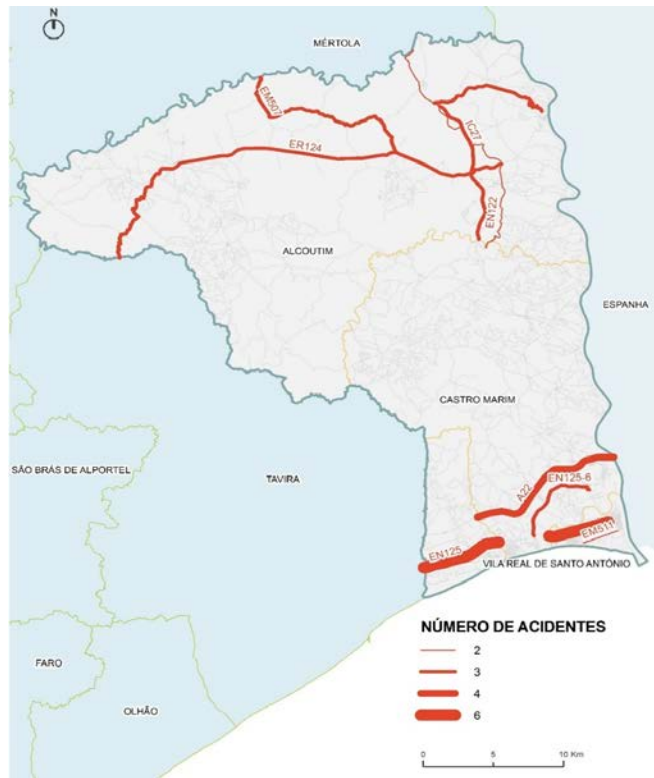 N
MÉRTOLA
EM507
IC27
ER124
EN122
ALCOUTIM
ESPANHA
CASTRO MARIM
SÃO BRÁS DE ALPORTEL
TAVIRA
A22
EN125-6
EM511
EN125
VILA REAL DE SANTO ANTÓNIO
NÚMERO DE ACIDENTES
2
3
4
6
FARO
OLHÃO
0 5 10 Km